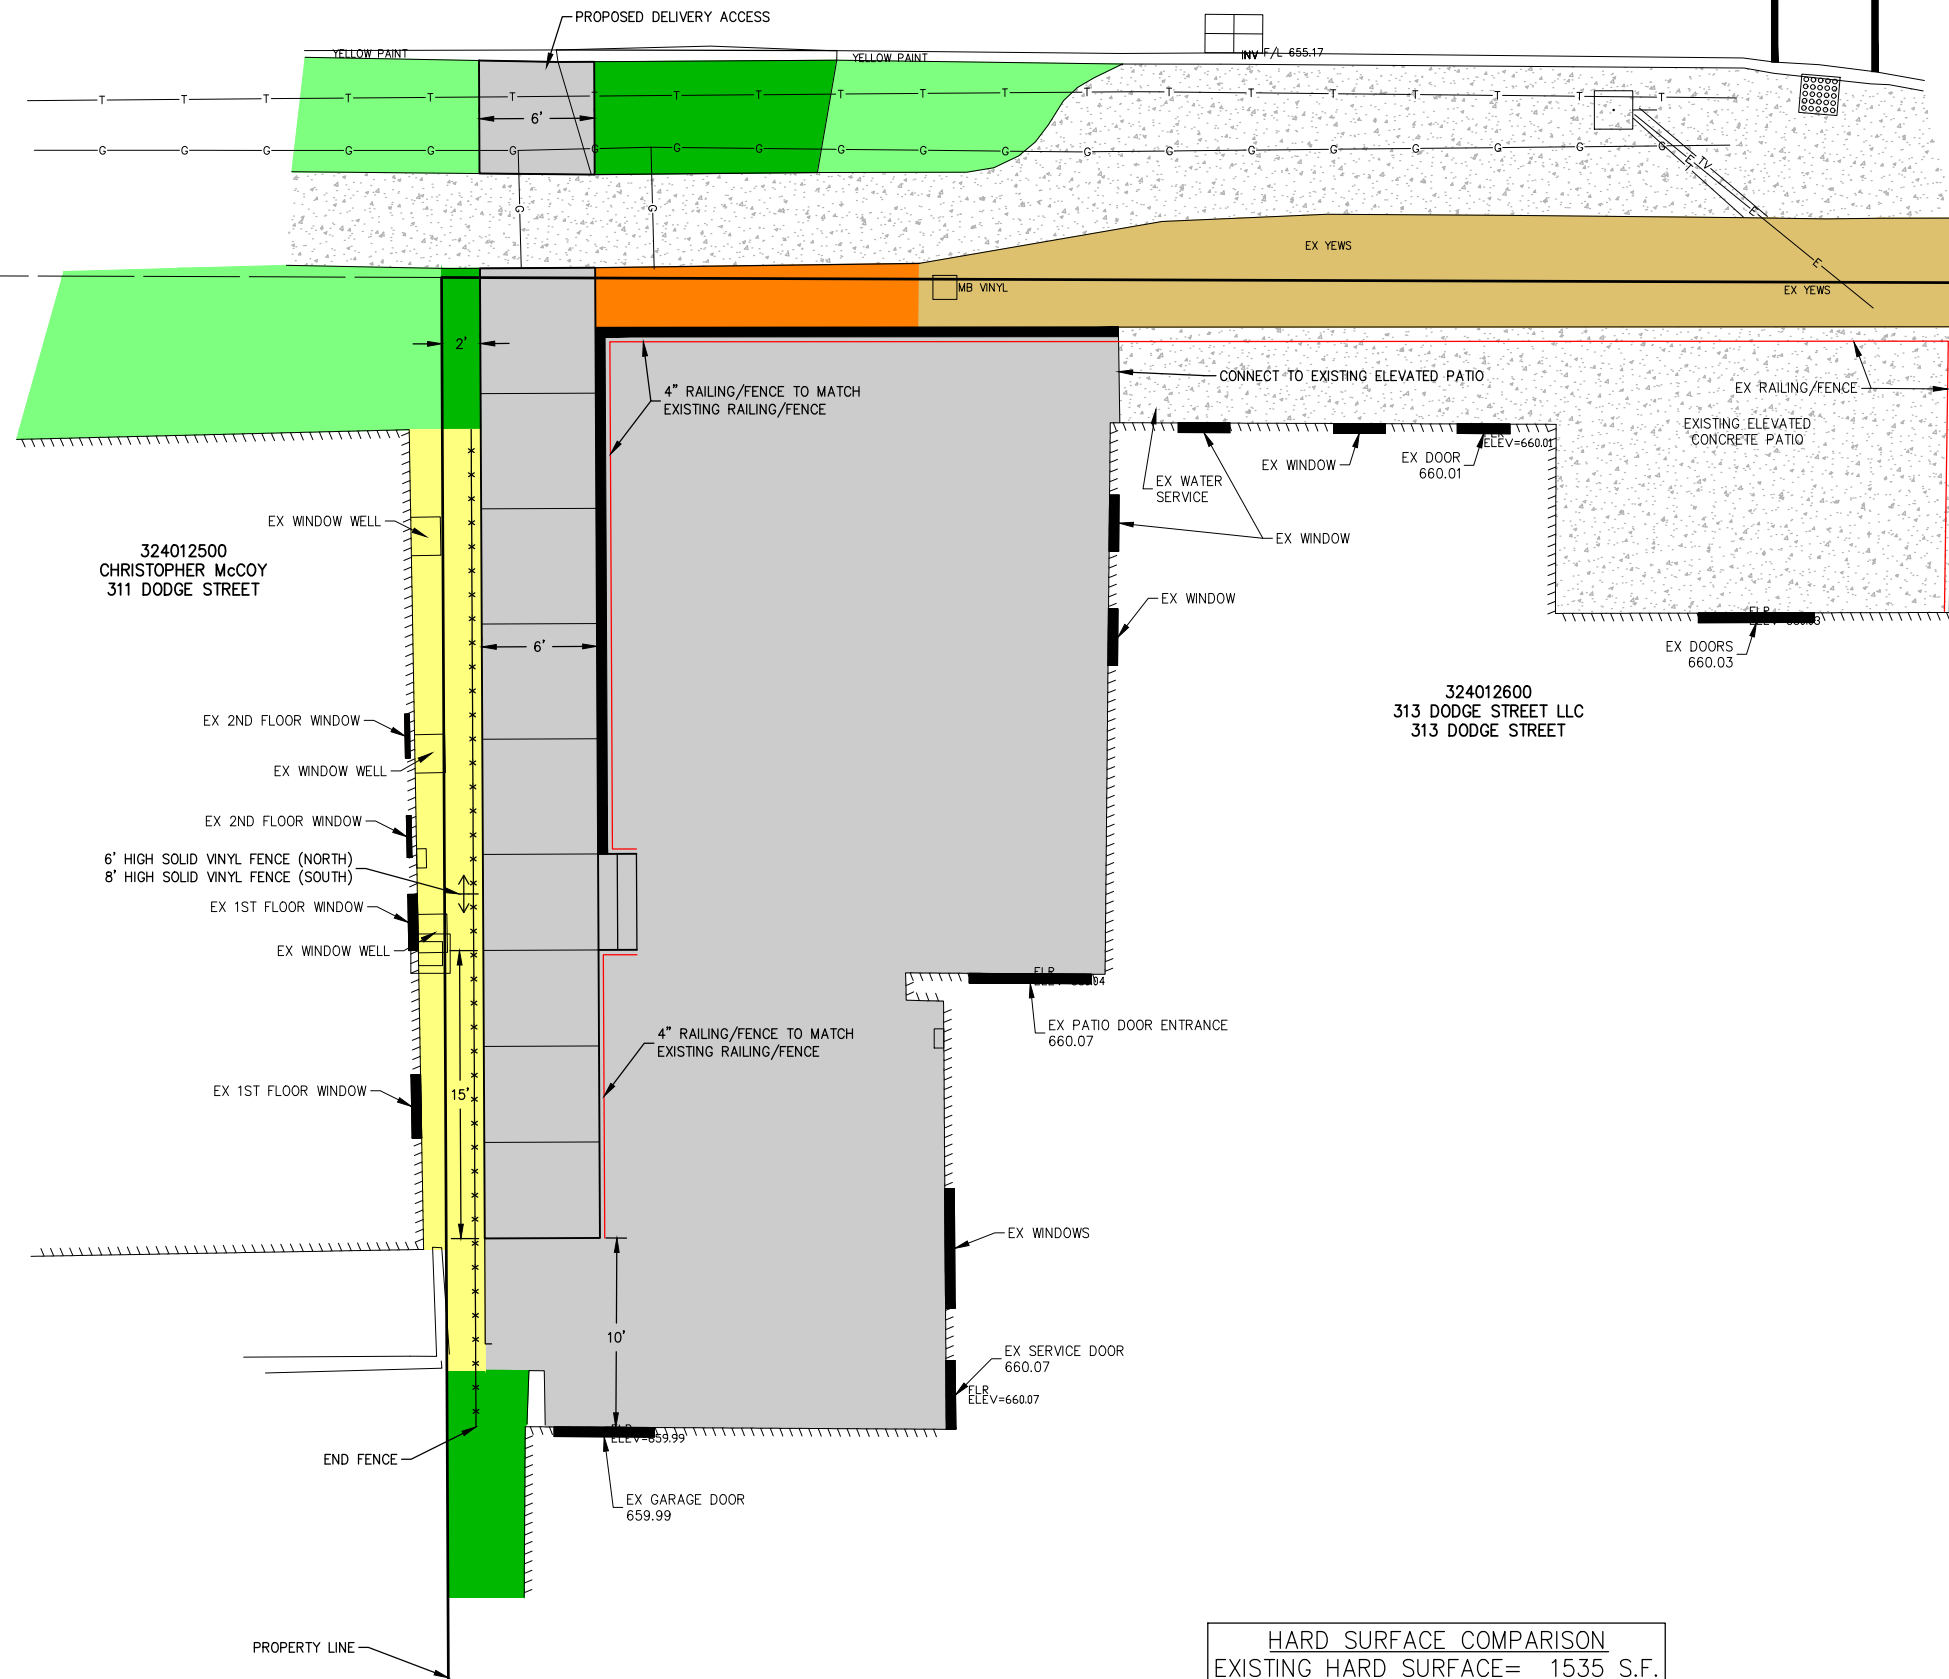 PROPOSED DELIVERY ACCESS
YELLOW PAINT
YELLOW PAINT
INV F/L 655.17
T T T T T T T T T T T T T T T T T T T T
6'
G G G G G G G G G G G G G G G G G G G G
TV
E
T
E
G
G
E
EX YEWS
EX YEWS
MB VINYL
2'
4" RAILING/FENCE TO MATCH
EXISTING RAILING/FENCE
CONNECT TO EXISTING ELEVATED PATIO
EX RAILING/FENCE
EXISTING ELEVATED
CONCRETE PATIO
ELEV=660.01
EX WINDOW
EX DOOR
660.01
EX WATER
SERVICE
EX WINDOW
EX WINDOW WELL
324012500
CHRISTOPHER McCOY
311 DODGE STREET
EX WINDOW
FLR
6'
EX DOORS
660.03
324012600
313 DODGE STREET LLC
313 DODGE STREET
EX 2ND FLOOR WINDOW
EX WINDOW WELL
EX 2ND FLOOR WINDOW
6' HIGH SOLID VINYL FENCE (NORTH)
8' HIGH SOLID VINYL FENCE (SOUTH)
EX 1ST FLOOR WINDOW
EX WINDOW WELL
FLR
EX PATIO DOOR ENTRANCE
660.07
4" RAILING/FENCE TO MATCH
EXISTING RAILING/FENCE
EX 1ST FLOOR WINDOW
15'
EX WINDOWS
10'
EX SERVICE DOOR
660.07
FLR
ELEV=660.07
ELEV=659.99
END FENCE
EX GARAGE DOOR
659.99
PROPERTY LINE
HARD SURFACE COMPARISON
EXISTING HARD SURFACE= 1535 S.F.